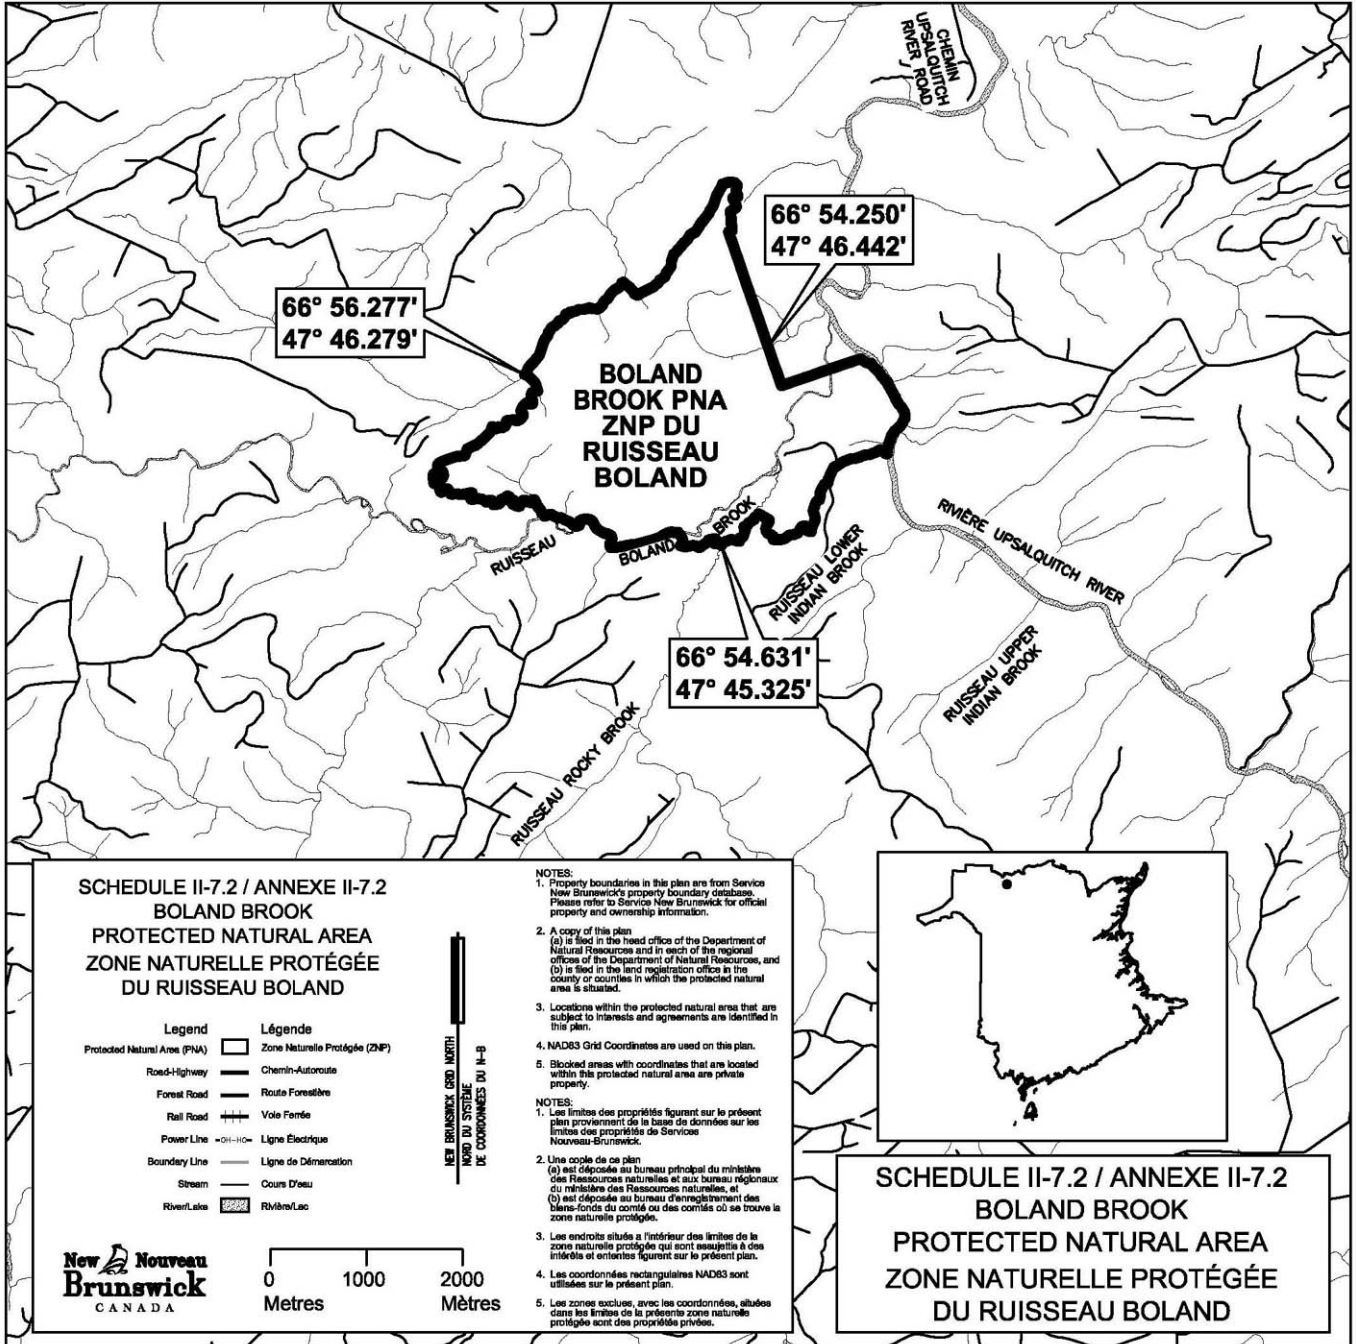 CHEMIN
UPSALQUITCH
RIVER ROAD
66° 54.250'
47° 46.442'
66° 56.277'
47° 46.279'
BOLAND
BROOK PNA
ZNP DU
RUISSEAU
BOLAND
RUISSEAU
BOLAND
BROOK
RUISSEAU LOWER
INDIAN BROOK
RIVIÈRE UPSALQUITCH RIVER
RUISSEAU UPPER
INDIAN BROOK
66° 54.631'
47° 45.325'
RUISSEAU ROCKY BROOK
SCHEDULE II-7.2 / ANNEXE II-7.2
BOLAND BROOK
PROTECTED NATURAL AREA
ZONE NATURELLE PROTÉGÉE
DU RUISSEAU BOLAND
Legend Légende
Protected Natural Area (PNA) Zone Naturelle Protégée (ZNP)
Road-Highway Chemin-Autoroute
Forest Road Route Forestière
Rail Road Voie Ferrée
Power Line -OH-HO- Ligne Électrique
Boundary Line Ligne de Démarcation
Stream Cours D'eau
River/Lake Rivière/Lac
NEW BRUNSWICK GRID NORTH
NORD DU SYSTÈME
DE COORDONNÉES DU N-B
New Nouveau
Brunswick
CANADA
0 1000 2000
Metres Mètres
NOTES:
1. Property boundaries in this plan are from Service
New Brunswick's property boundary database.
Please refer to Service New Brunswick for official
property and ownership information.
2. A copy of this plan
(a) is filed in the head office of the Department of
Natural Resources and in each of the regional
offices of the Department of Natural Resources, and
(b) is filed in the land registration office in the
county or counties in which the protected natural
area is situated.
3. Locations within the protected natural area that are
subject to interests and agreements are identified in
this plan.
4. NAD83 Grid Coordinates are used on this plan.
5. Blocked areas with coordinates that are located
within this protected natural area are private
property.
NOTES:
1. Les limites des propriétés figurant sur le présent
plan proviennent de la base de données sur les
limites des propriétés de Services
Nouveau-Brunswick.
2. Une copie de ce plan
(a) est déposée au bureau principal du ministère
des Ressources naturelles et aux bureau régionaux
du ministère des Ressources naturelles, et
(b) est déposée au bureau d'enregistrement des
biens-fonds du comté ou des comtés où se trouve la
zone naturelle protégée.
3. Les endroits situés a l'intérieur des limites de la
zone naturelle protégée qui sont assujettis à des
intérêts et ententes figurent sur le présent plan.
4. Les coordonnées rectangulaires NAD83 sont
utilisées sur le présent plan.
5. Les zones exclues, avec les coordonnées, situées
dans les limites de la présente zone naturelle
protégée sont des propriétés privées.
SCHEDULE II-7.2 / ANNEXE II-7.2
BOLAND BROOK
PROTECTED NATURAL AREA
ZONE NATURELLE PROTÉGÉE
DU RUISSEAU BOLAND